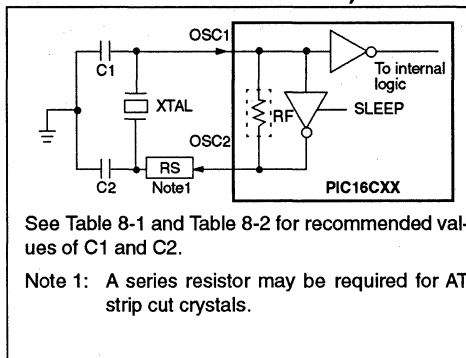 OSC1
C1
To internal
logic
XTAL
RF
SLEEP
OSC2
RS
C2
Note1
PIC16CXX
See Table 8-1 and Table 8-2 for recommended val-
ues of C1 and C2.
Note 1: A series resistor may be required for AT
strip cut crystals.